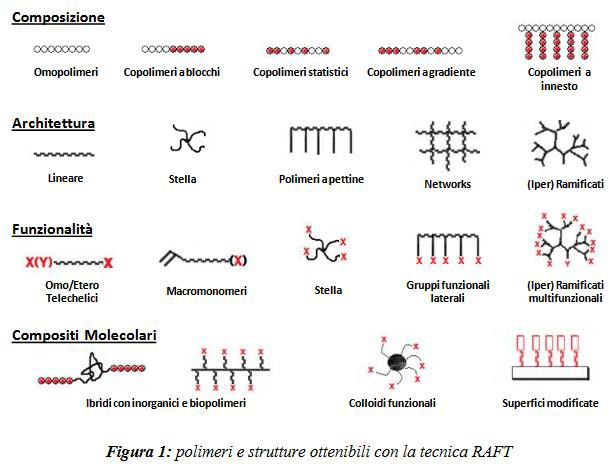 Composizione
Omopolimeri
Copolimeri a blocchi
Copolimeri statistici
Copolimeri a gradiente
Copolimeri a
innesto
Architettura
Lineare
Stella
Polimeri a pettine
Networks
(Iper) Ramificati
Funzionalità
X(Y) X
Omo/Etero
Telechelici
(X)
Macromonomeri
X X X X
Stella
X X X X X
Gruppi funzionali
laterali
X X X X X X X X X X Y X
(Iper) Ramificati
multifunzionali
Compositi Molecolari
X X X X
X X X X
Ibridi con inorganici e biopolimeri
X X X X X X
Colloidi funzionali
X X X X X
Superfici modificate
Figura 1: polimeri e strutture ottenibili con la tecnica RAFT